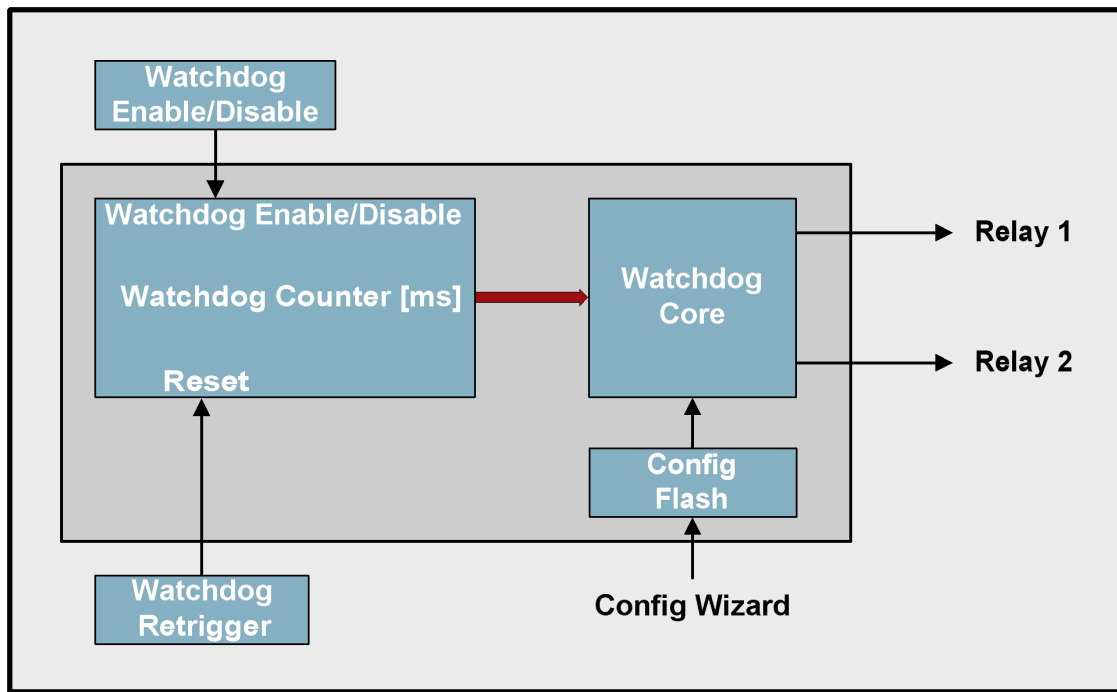 Watchdog
Enable/Disable
Watchdog Enable/Disable
Watchdog Counter [ms]
Reset
Watchdog
Core
Relay 1
Relay 2
Config
Flash
Watchdog
Retrigger
Config Wizard